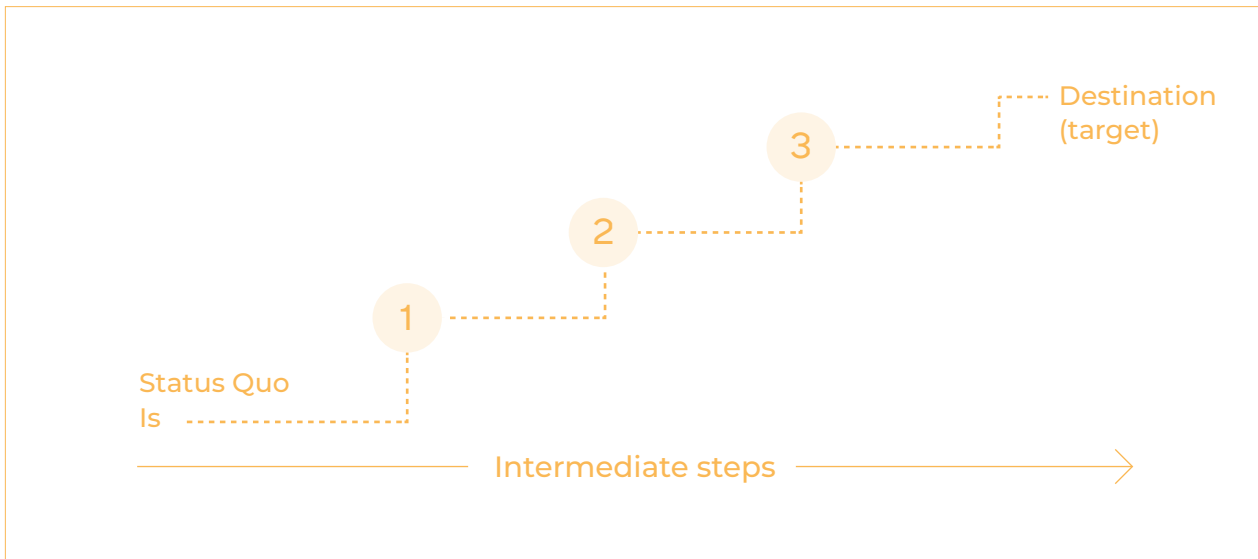 Destination
(target)
3
2
1
Status Quo
Is
Intermediate steps